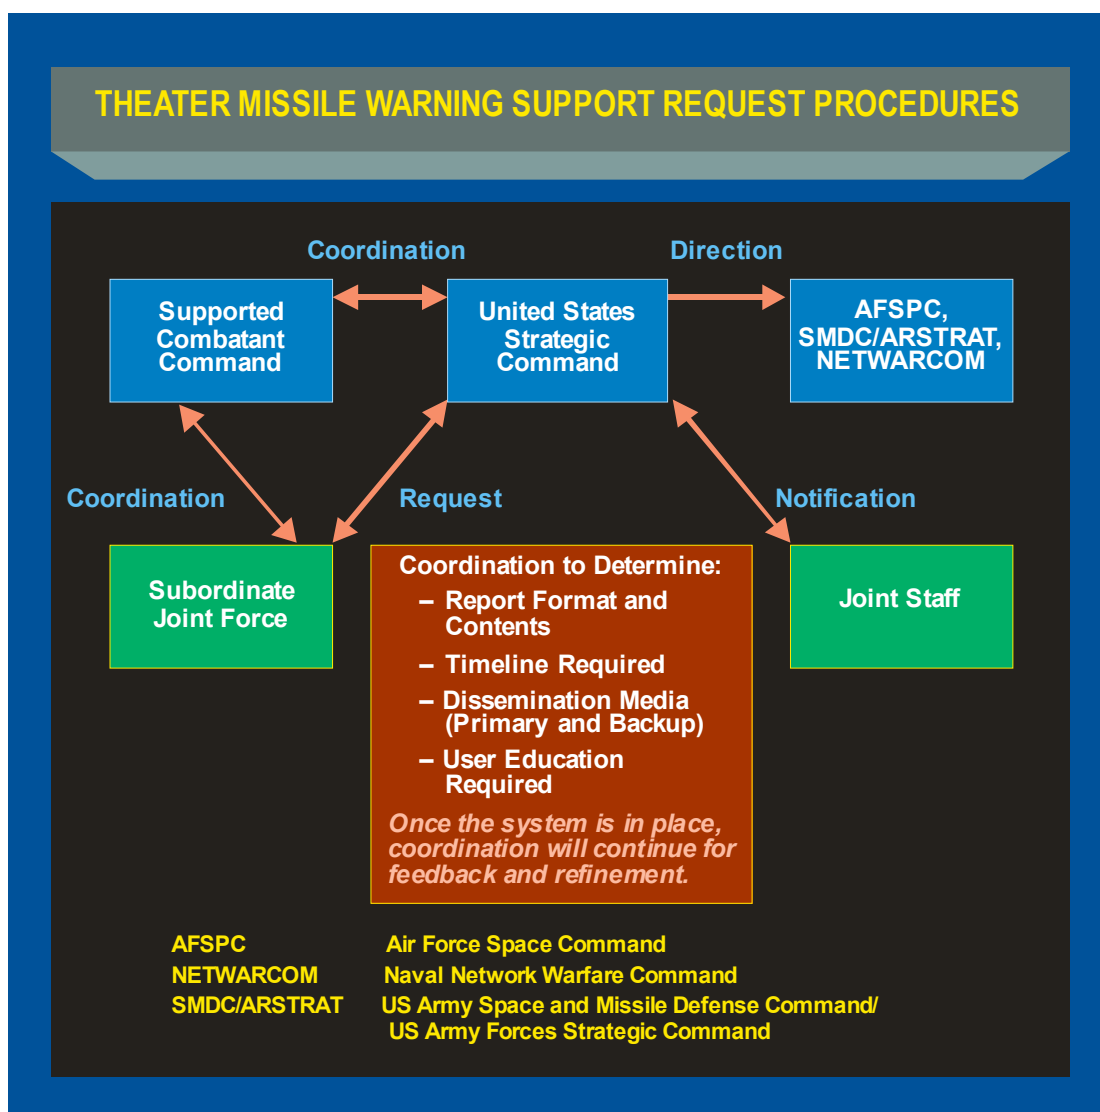 THEATER MISSILE WARNING SUPPORT REQUEST PROCEDURES
Coordination
Direction
Supported
Combatant
Command
United States
Strategic
Command
AFSPC,
SMDC/ARSTRAT,
NETWARCOM
Coordination
Request
Notification
Subordinate
Joint Force
Coordination to Determine:
– Report Format and
Contents
– Timeline Required
– Dissemination Media
(Primary and Backup)
– User Education
Required
Once the system is in place,
coordination will continue for
feedback and refinement.
Joint Staff
AFSPC Air Force Space Command
NETWARCOM Naval Network Warfare Command
SMDC/ARSTRAT US Army Space and Missile Defense Command/
US Army Forces Strategic Command